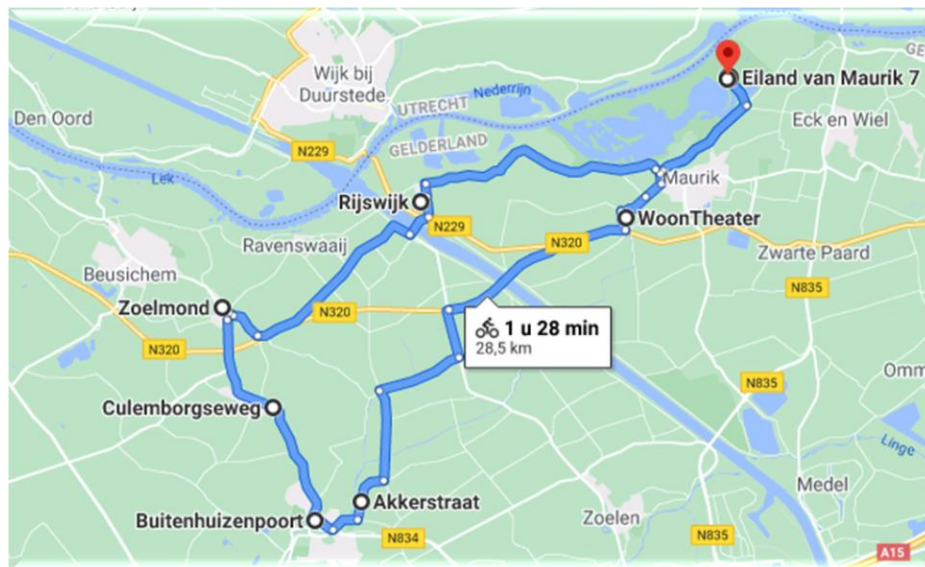 Wijk bij
Duurstede
Eiland van Maurik 7
UTRECHT
Nederrijn
GELDERLAND
Den Oord
Eck en Wiel
N229
Lek
Maurik
Rijswijk
WoonTheater
N229
N320
Ravenswaaij
Zwarte Paard
Beusichem
N835
Zoelmond
N320
1 u 28 min
28,5 km
N320
Omm
N835
Culemborgseweg
Linge
Medel
Akkerstraat
Buitenhuizenpoort
Zoelen
N834
N835
A15